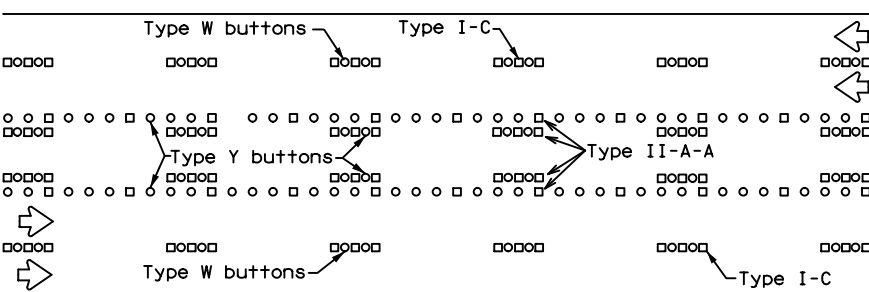 Type W buttons
Type I-C
Type Y buttons
Type II-A-A
Type W buttons
Type I-C